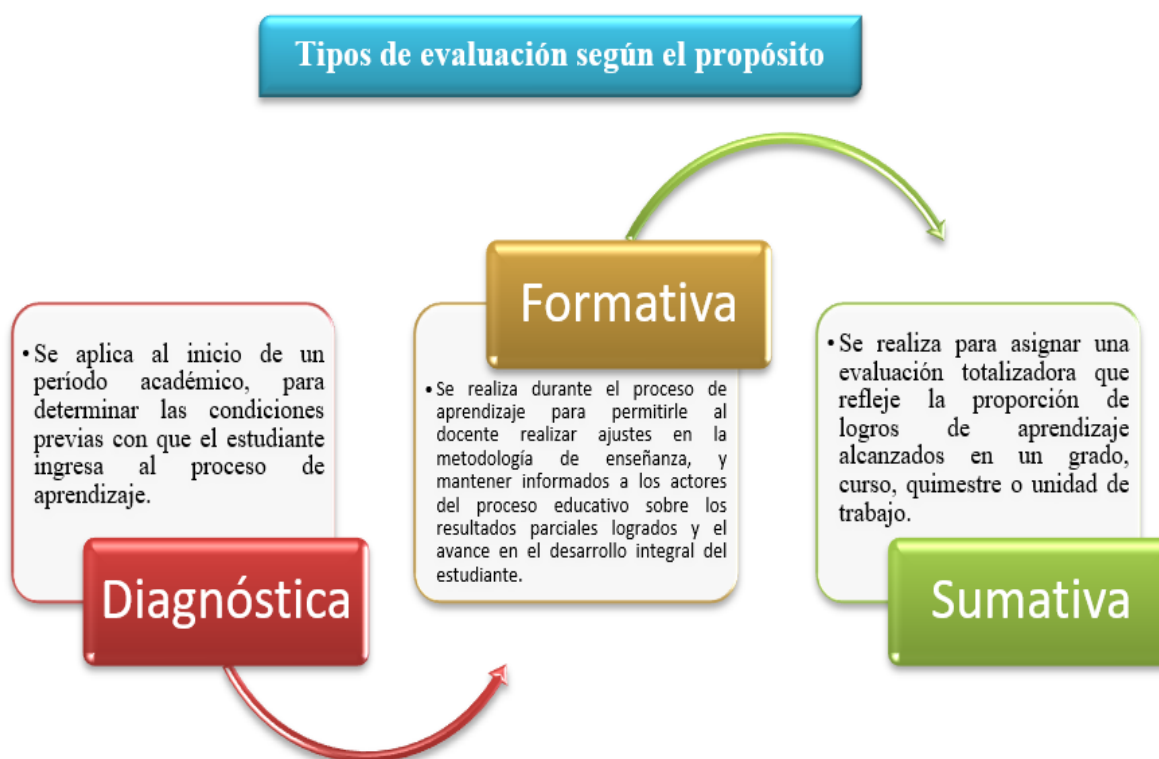 Tipos de evaluación según el propósito
• Se aplica al inicio de un
período académico, para
determinar las condiciones
previas con que el estudiante
ingresa al proceso de
aprendizaje.
Diagnóstica
Formativa
• Se realiza durante el proceso de
aprendizaje para permitirle al
docente realizar ajustes en la
metodología de enseñanza, y
mantener informados a los actores
del proceso educativo sobre los
resultados parciales logrados y el
avance en el desarrollo integral del
estudiante.
• Se realiza para asignar una
evaluación totalizadora que
refleje la proporción de
logros de aprendizaje
alcanzados en un grado,
curso, quimestre o unidad de
trabajo.
Sumativa